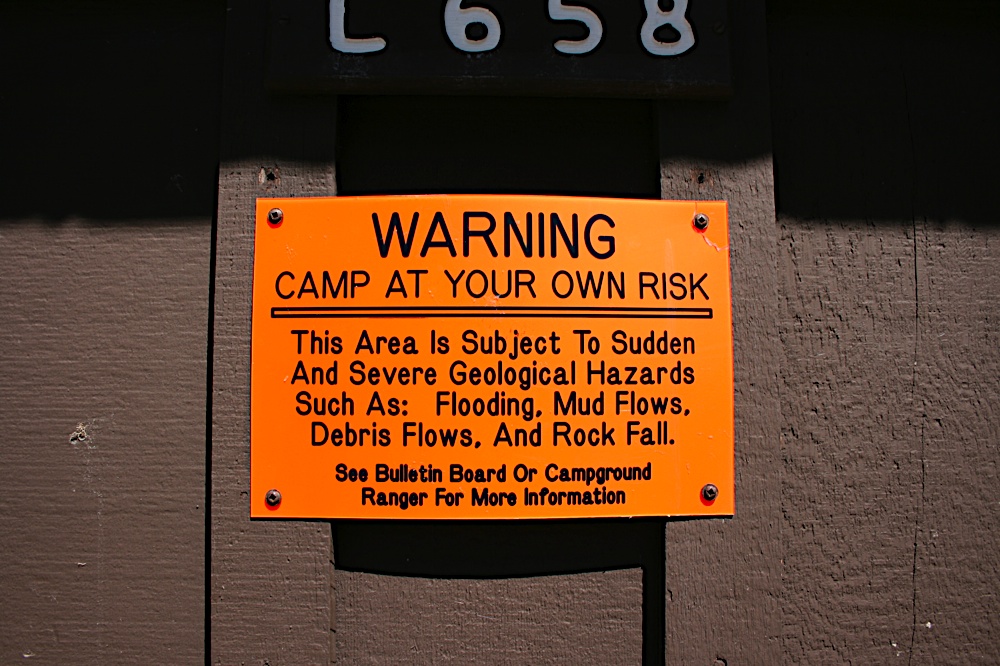 L 658
WARNING
CAMP AT YOUR OWN RISK
This Area Is Subject To Sudden
And Severe Geological Hazards
Such As: Flooding, Mud Flows,
Debris Flows, And Rock Fall.
See Bulletin Board Or Campground
Ranger For More Information